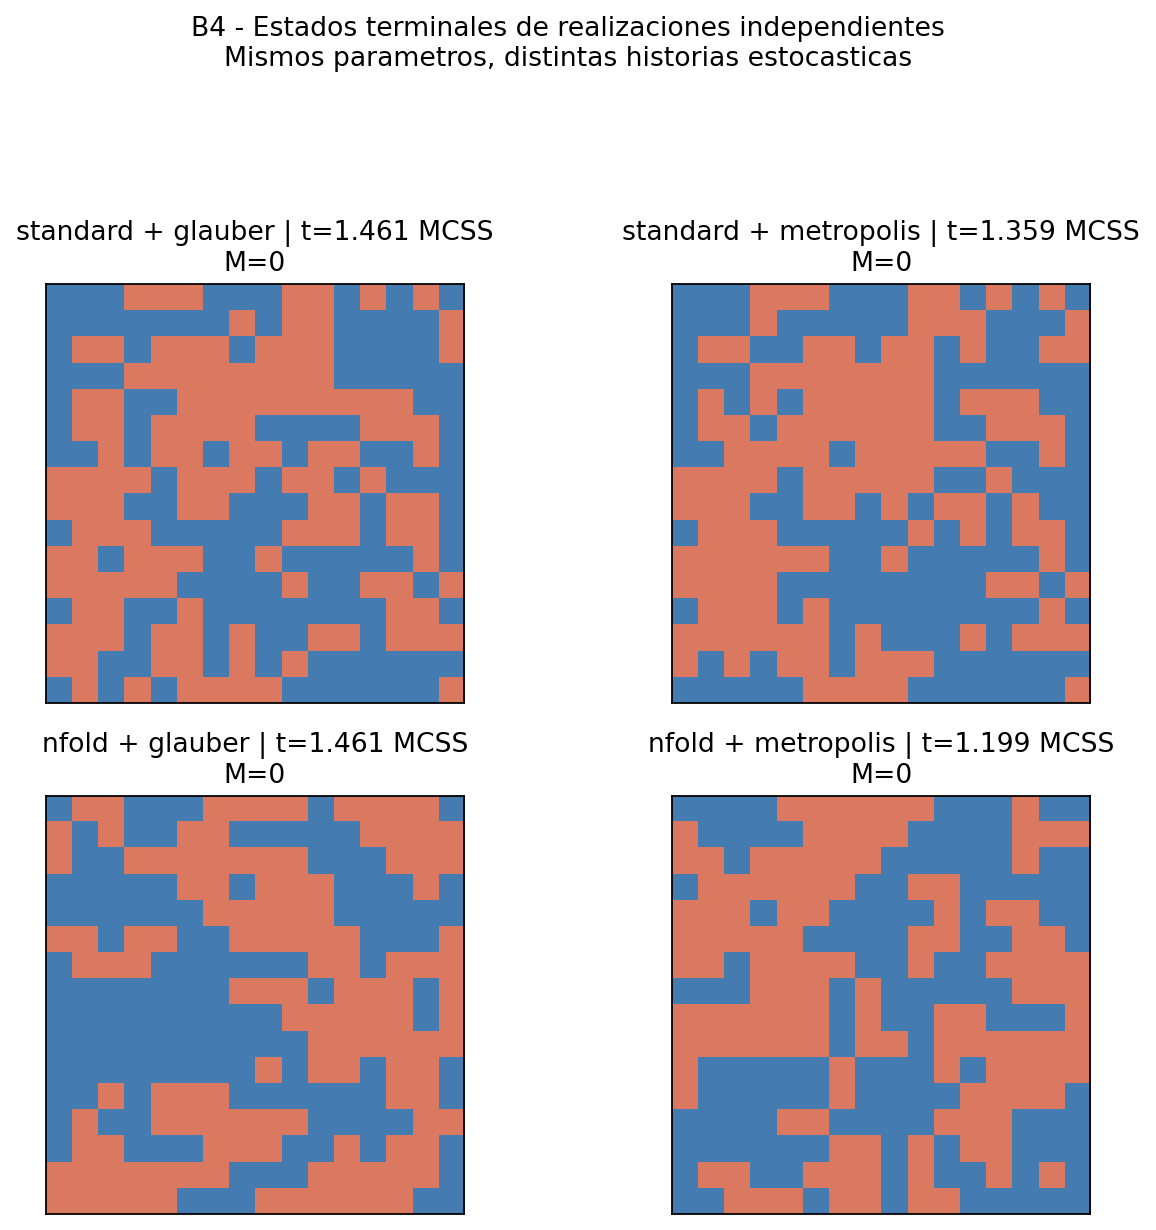 B4 - Estados terminales de realizaciones independientes
Mismos parametros, distintas historias estocasticas
standard + glauber | t=1.461 MCSS
M=0
standard + metropolis | t=1.359 MCSS
M=0
nfold + glauber | t=1.461 MCSS
M=0
nfold + metropolis | t=1.199 MCSS
M=0